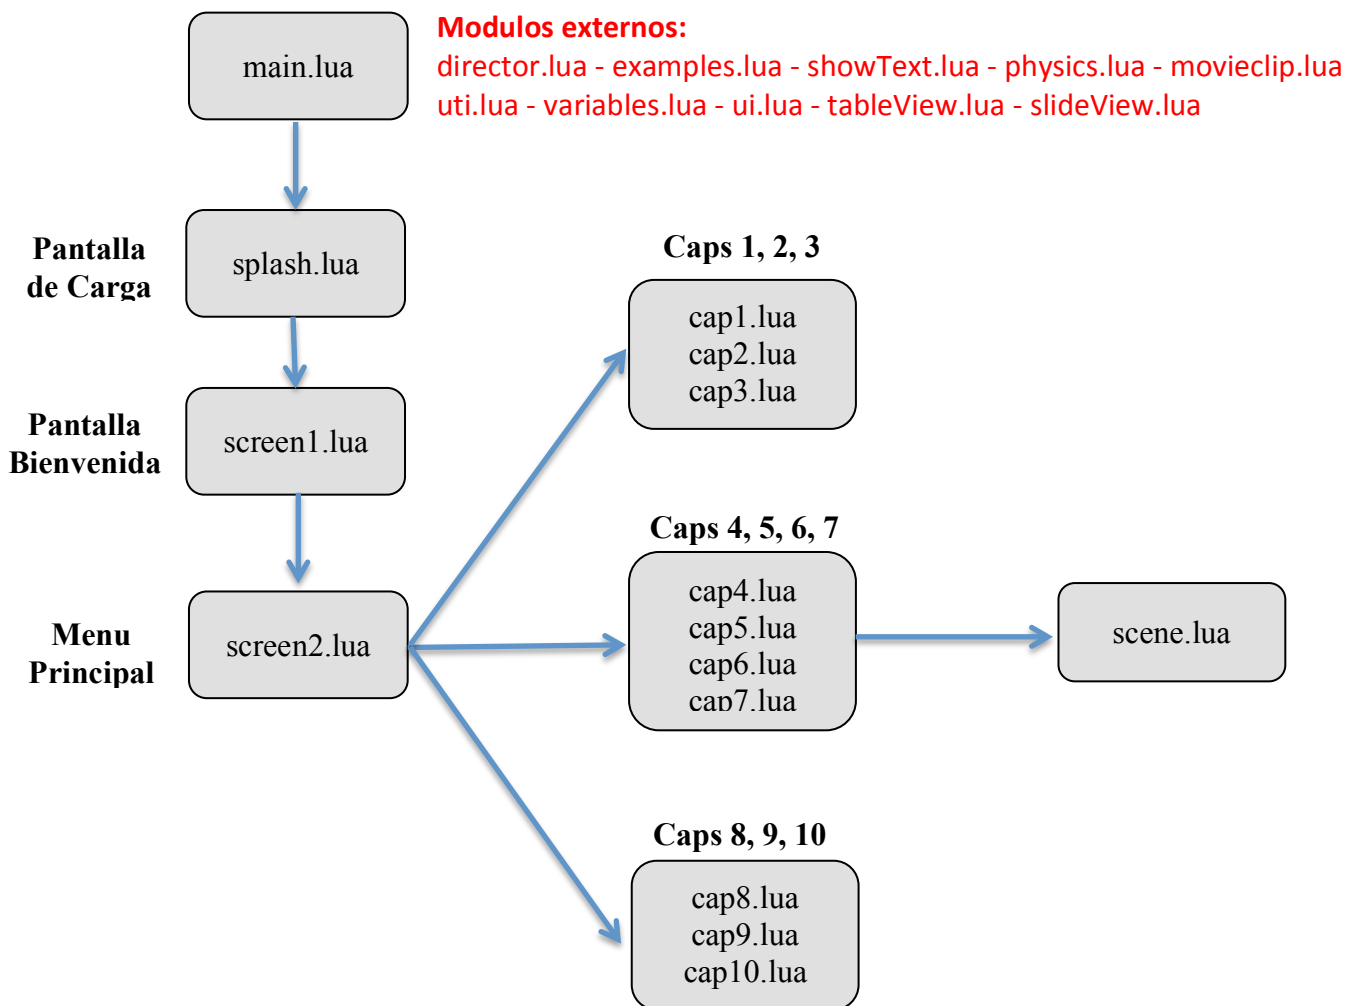 main.lua
Modulos externos:
director.lua - examples.lua - showText.lua - physics.lua - movieclip.lua
uti.lua - variables.lua - ui.lua - tableView.lua - slideView.lua
Pantalla
de Carga
splash.lua
Pantalla
Bienvenida
screen1.lua
Menu
Principal
screen2.lua
Caps 1, 2, 3
cap1.lua
cap2.lua
cap3.lua
Caps 4, 5, 6, 7
cap4.lua
cap5.lua
cap6.lua
cap7.lua
scene.lua
Caps 8, 9, 10
cap8.lua
cap9.lua
cap10.lua